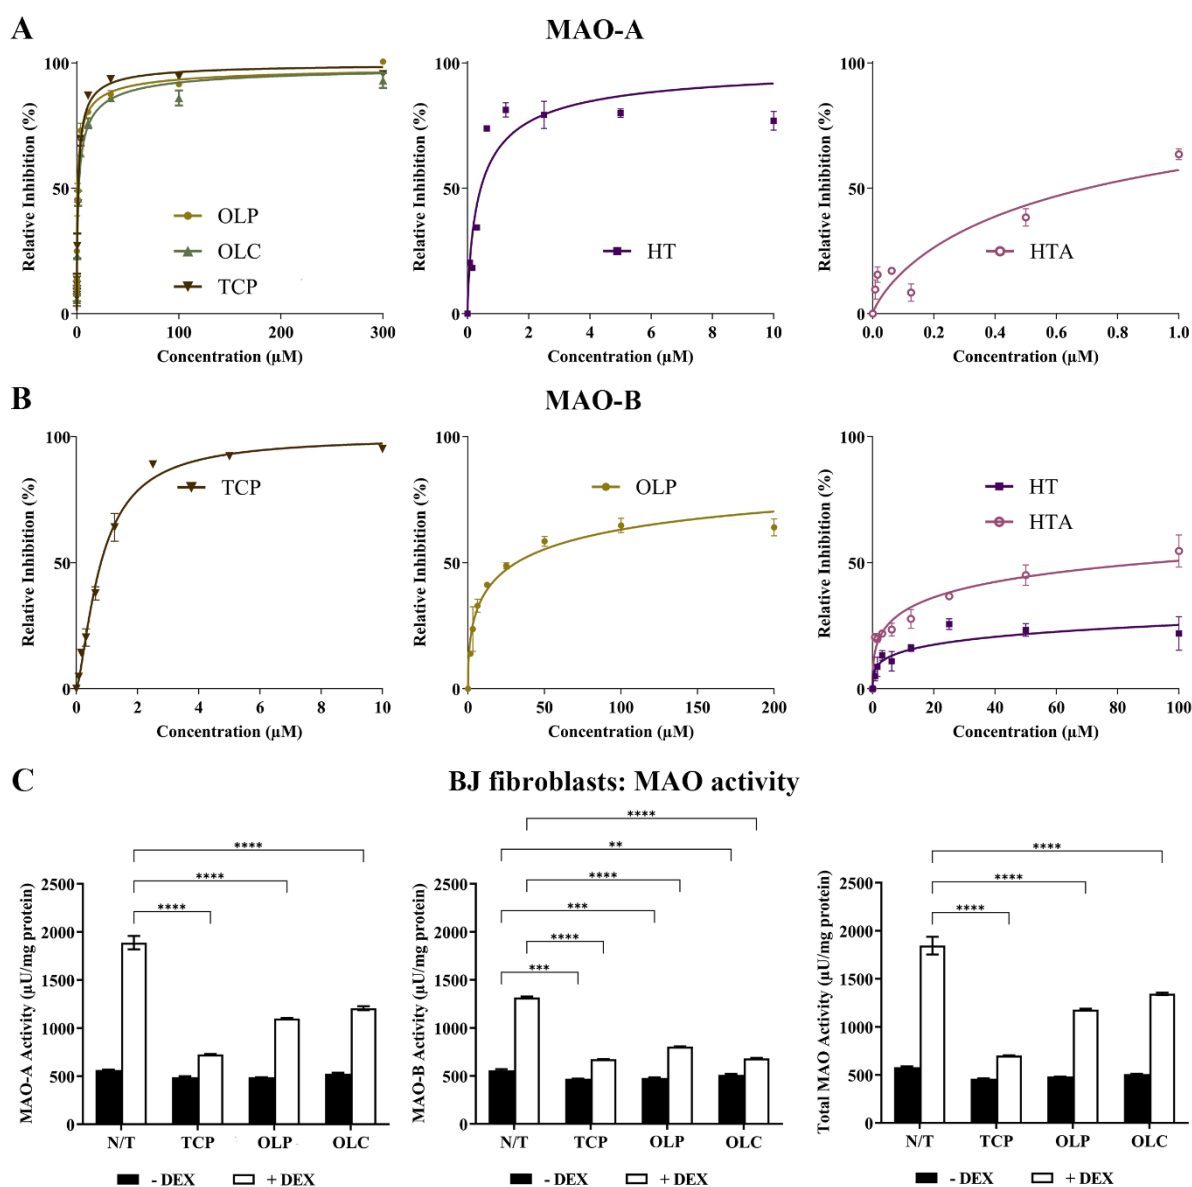 A
MAO-A
Relative Inhibition (%)
100
50
0
OLP
OLC
TCP
0 100 200 300
Concentration (µM)
Relative Inhibition (%)
100
50
0
HT
0 2 4 6 8 10
Concentration (µM)
Relative Inhibition (%)
100
50
0
HTA
0.0 0.2 0.4 0.6 0.8 1.0
Concentration (µM)
B
MAO-B
Relative Inhibition (%)
100
50
0
TCP
0 2 4 6 8 10
Concentration (µM)
Relative Inhibition (%)
100
50
0
OLP
0 50 100 150 200
Concentration (µM)
Relative Inhibition (%)
100
50
0
HT
HTA
0 20 40 60 80 100
Concentration (µM)
C
BJ fibroblasts: MAO activity
MAO-A Activity (µU/mg protein)
2500
2000
1500
1000
500
0
****
****
****
N/T TCP OLP OLC
- DEX + DEX
MAO-B Activity (µU/mg protein)
2500
2000
1500
1000
500
0
****
**
****
***
****
***
N/T TCP OLP OLC
- DEX + DEX
Total MAO Activity (µU/mg protein)
2500
2000
1500
1000
500
0
****
****
****
N/T TCP OLP OLC
- DEX + DEX